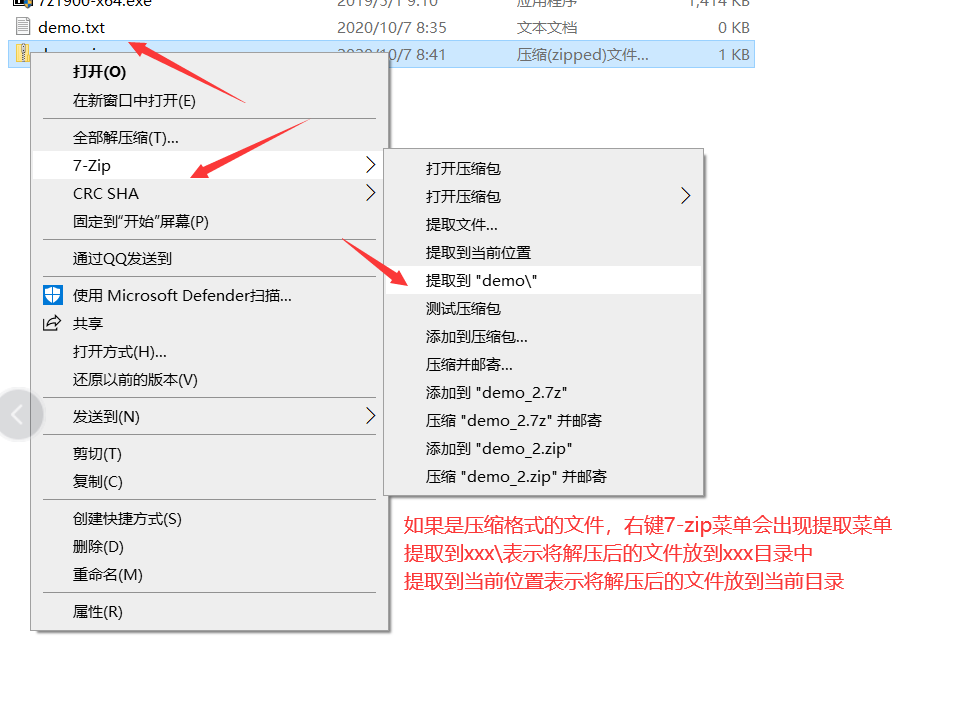 7z1900-x64.exe 2019/3/1 9:10 应用程序 1,414 KB
demo.txt 2020/10/7 8:35 文本文档 0 KB
2020/10/7 8:41 压缩(zipped)文件... 1 KB
打开(O)
在新窗口中打开(E)
全部解压缩(T)...
7-Zip
CRC SHA
固定到"开始"屏幕(P)
通过QQ发送到
使用 Microsoft Defender扫描...
共享
打开方式(H)...
还原以前的版本(V)
发送到(N)
剪切(T)
复制(C)
创建快捷方式(S)
删除(D)
重命名(M)
属性(R)
打开压缩包
打开压缩包
提取文件...
提取到当前位置
提取到 "demo\"
测试压缩包
添加到压缩包...
压缩并邮寄...
添加到 "demo_2.7z"
压缩 "demo_2.7z" 并邮寄
添加到 "demo_2.zip"
压缩 "demo_2.zip" 并邮寄
如果是压缩格式的文件，右键7-zip菜单会出现提取菜单
提取到xxx\表示将解压后的文件放到xxx目录中
提取到当前位置表示将解压后的文件放到当前目录